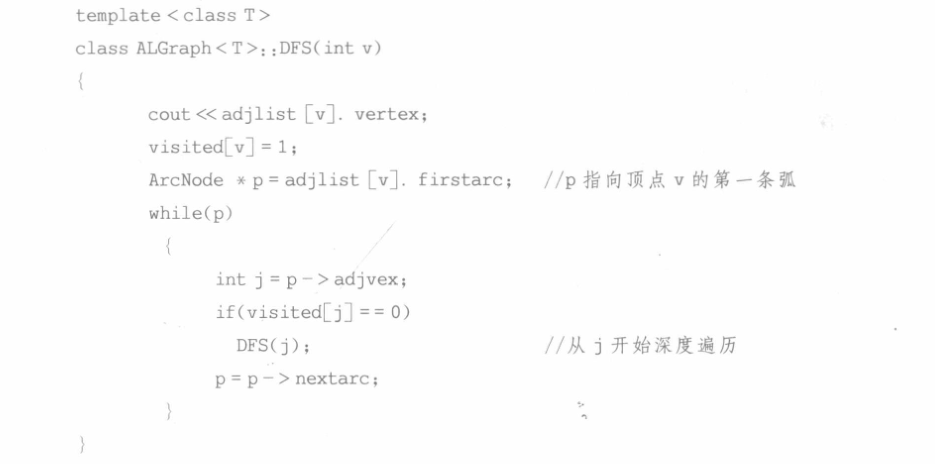 template <class T>
class ALGraph<T>::DFS(int v)
{
cout << adjlist [v]. vertex;
visited[v] = 1;
ArcNode * p = adjlist [v]. firstarc; //p 指向顶点 v 的第一条弧
while(p)
{
int j = p -> adjvex;
if(visited[j] == 0)
DFS(j); //从 j 开始深度遍历
p = p -> nextarc;
}
}